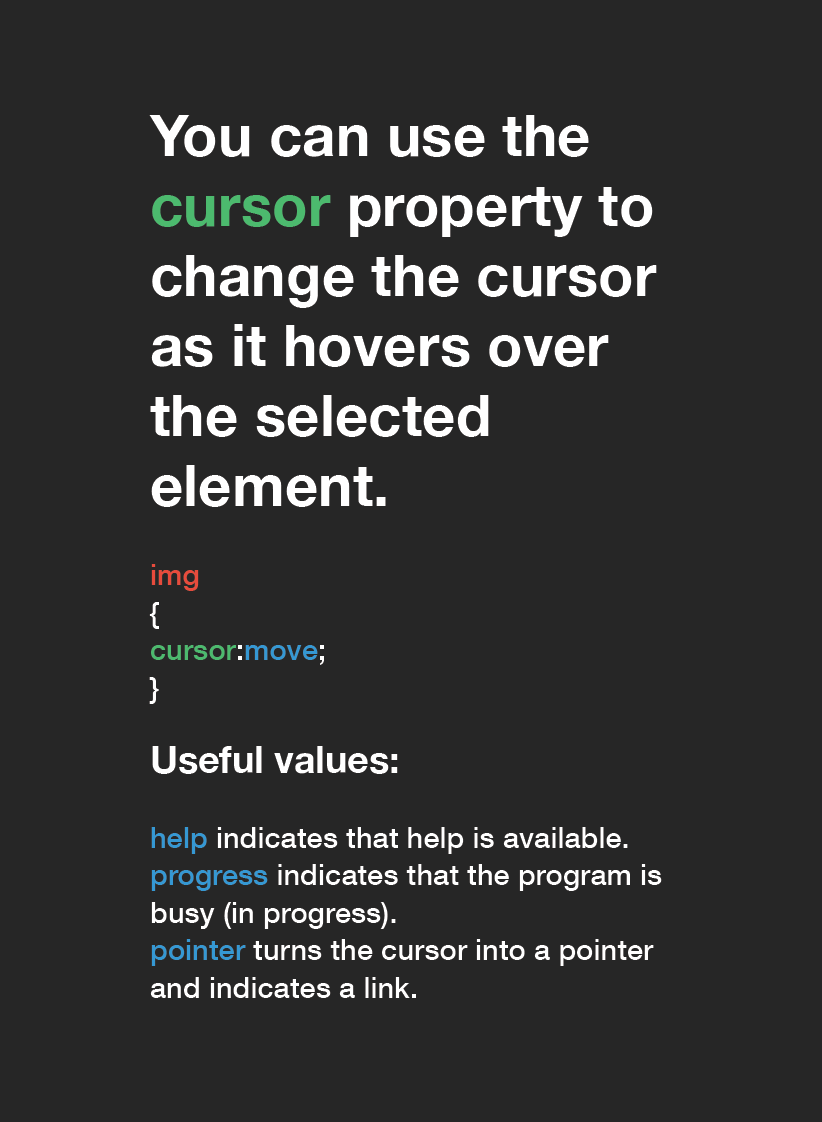 You can use the
cursor property to
change the cursor
as it hovers over
the selected
element.
img
{
cursor:move;
}
Useful values:
help indicates that help is available.
progress indicates that the program is
busy (in progress).
pointer turns the cursor into a pointer
and indicates a link.